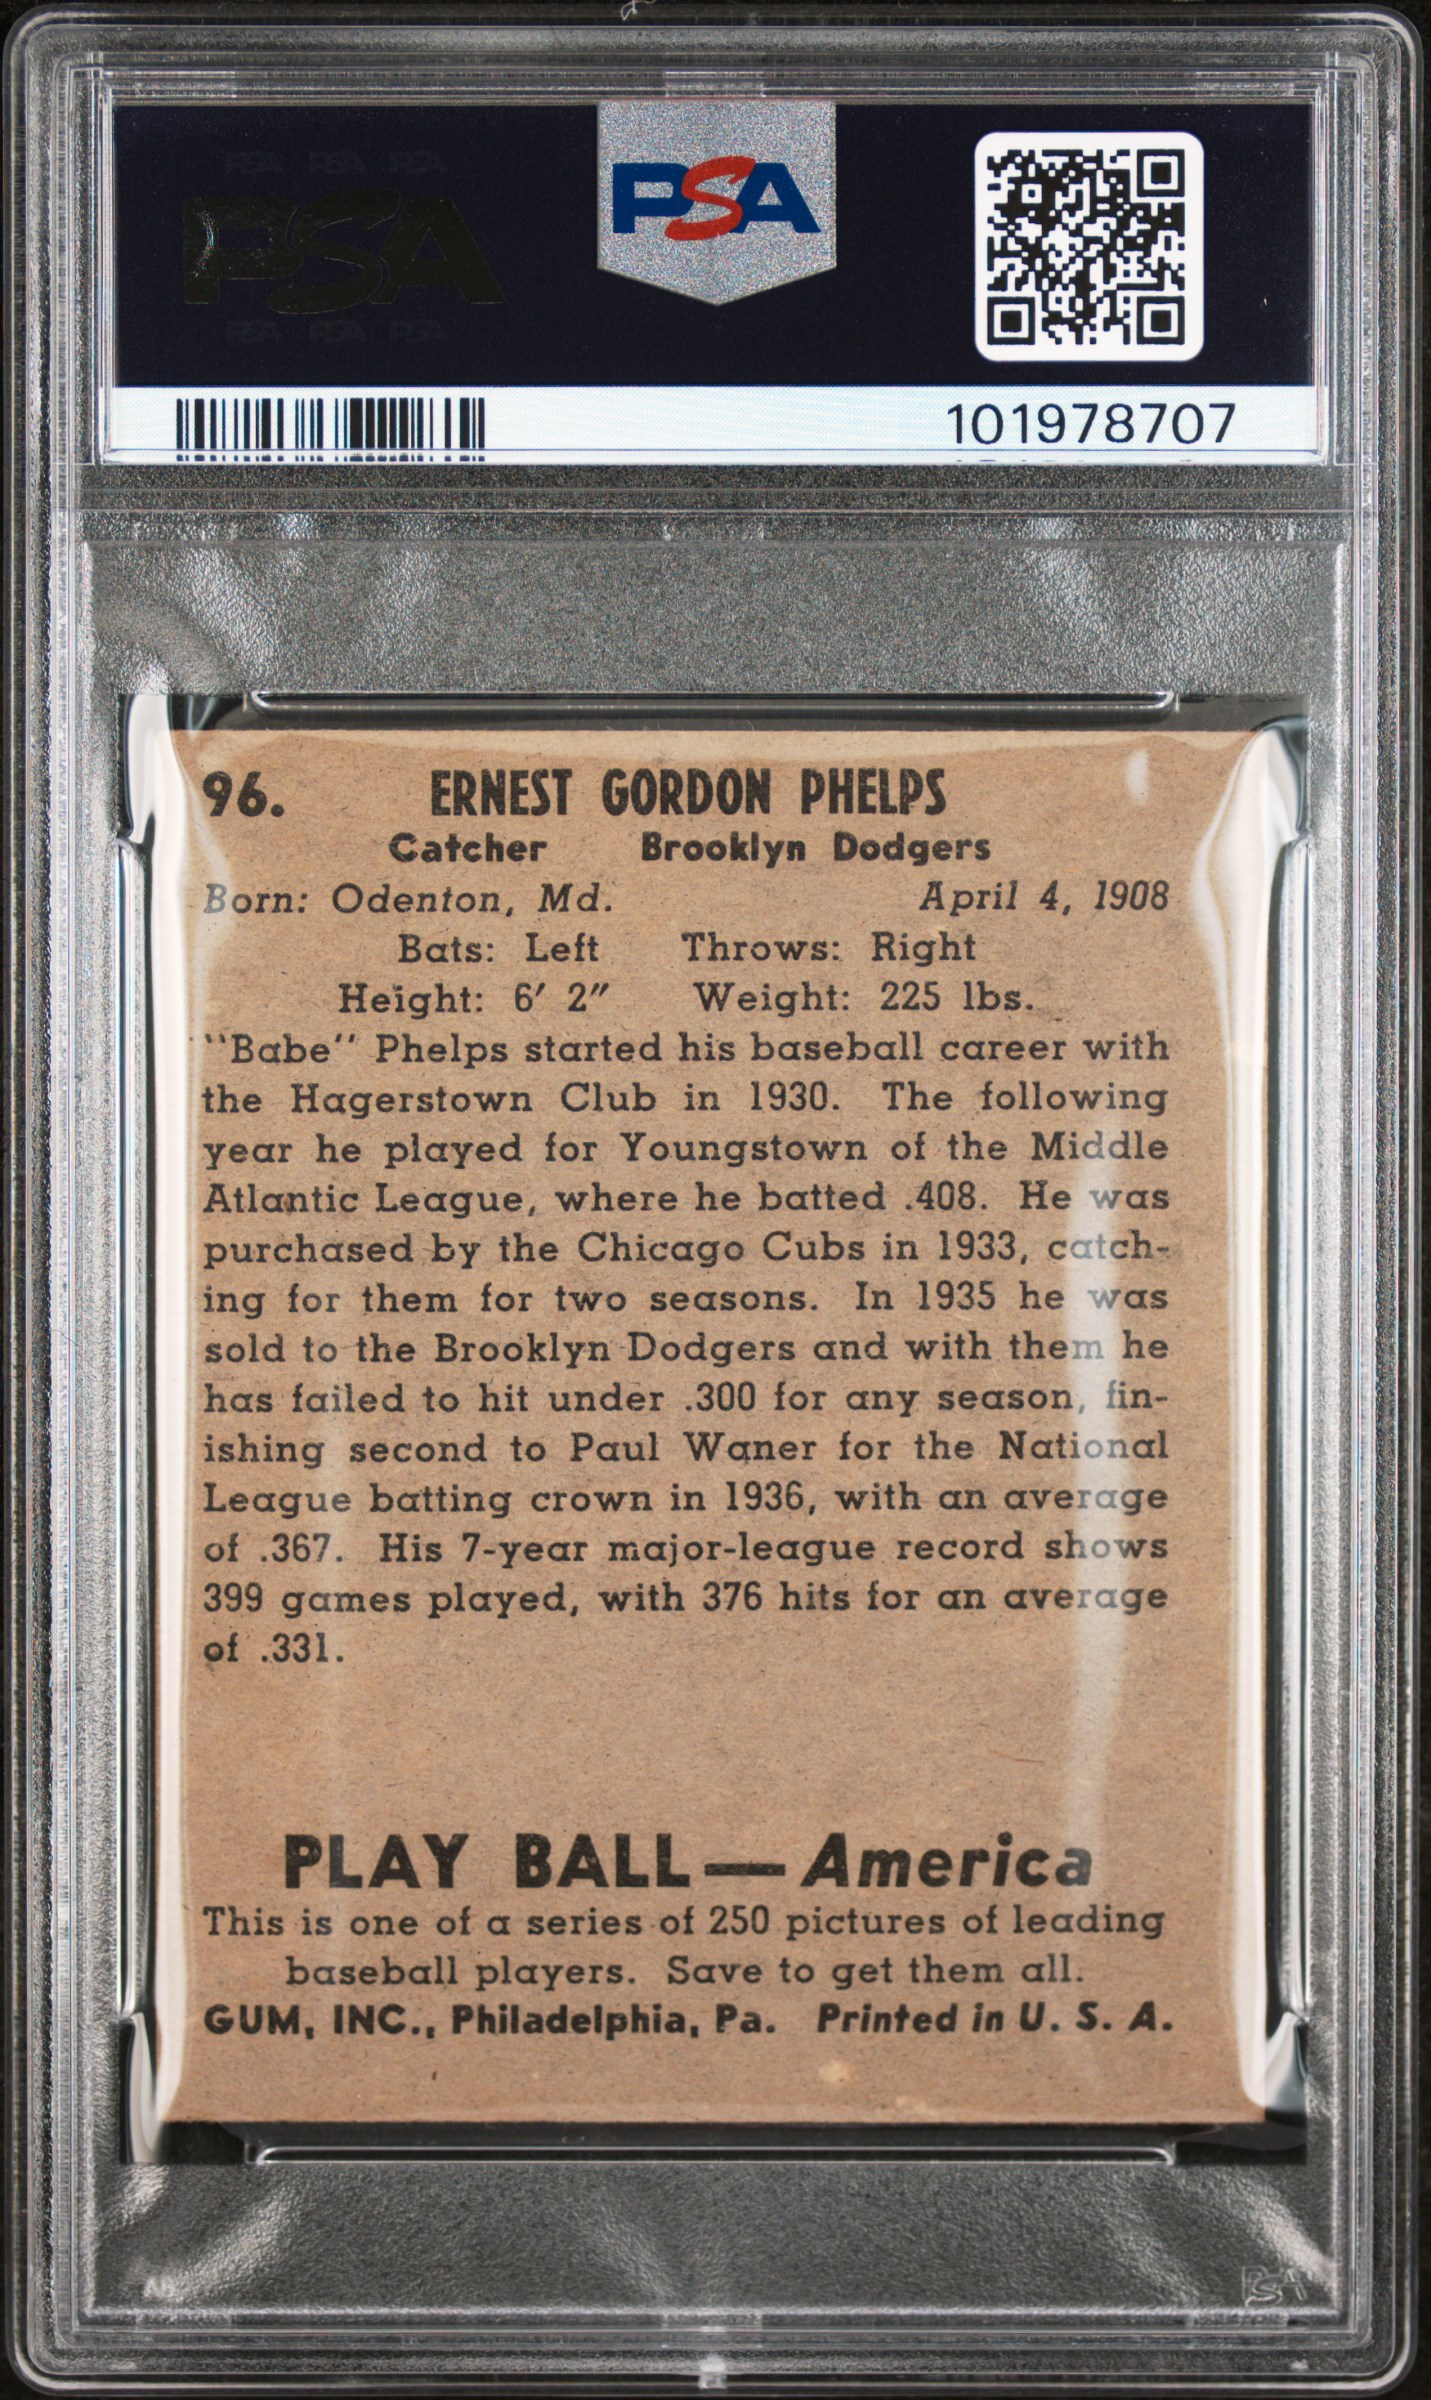 PSA
101978707
96. ERNEST GORDON PHELPS
Catcher Brooklyn Dodgers
Born: Odenton, Md. April 4, 1908
Bats: Left Throws: Right
Height: 6′ 2″ Weight: 225 lbs.
"Babe" Phelps started his baseball career with
the Hagerstown Club in 1930. The following
year he played for Youngstown of the Middle
Atlantic League, where he batted .408. He was
purchased by the Chicago Cubs in 1933, catch-
ing for them for two seasons. In 1935 he was
sold to the Brooklyn Dodgers and with them he
has failed to hit under .300 for any season, fin-
ishing second to Paul Waner for the National
League batting crown in 1936, with an average
of .367. His 7-year major-league record shows
399 games played, with 376 hits for an average
of .331.
PLAY BALL—America
This is one of a series of 250 pictures of leading
baseball players. Save to get them all.
GUM, INC., Philadelphia, Pa. Printed in U. S. A.
PSA